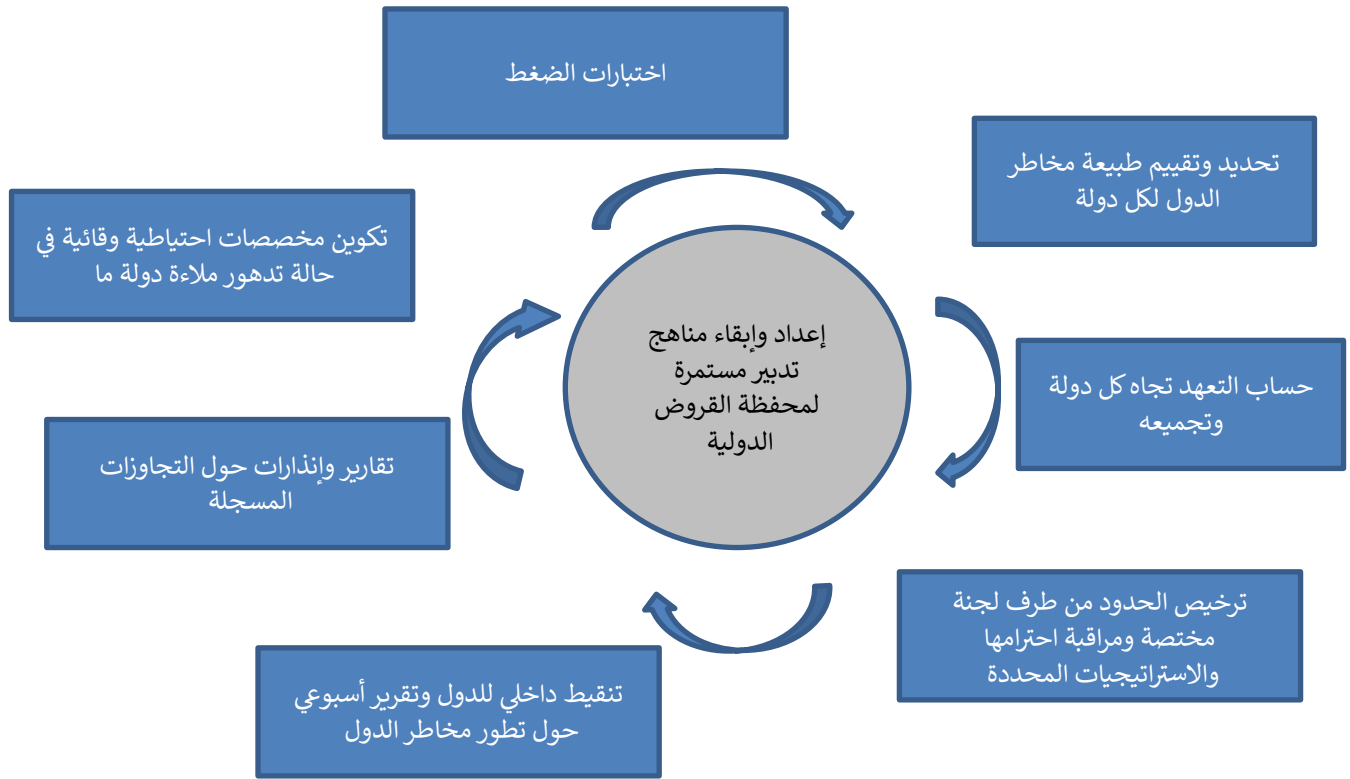 اختبارات الضغط
تحديد وتقييم طبيعة مخاطر
الدول لكل دولة
حساب التعهد تجاه كل دولة
وتجميعه
ترخيص الحدود من طرف لجنة
مختصة ومراقبة احترامها
والاستراتيجيات المحددة
تنقيط داخلي للدول وتقرير أسبوعي
حول تطور مخاطر الدول
تقارير وإنذارات حول التجاوزات
المسجلة
تكوين مخصصات احتياطية وقائية في
حالة تدهور ملاءة دولة ما
إعداد وإبقاء مناهج
تدبير مستمرة
لمحفظة القروض
الدولية